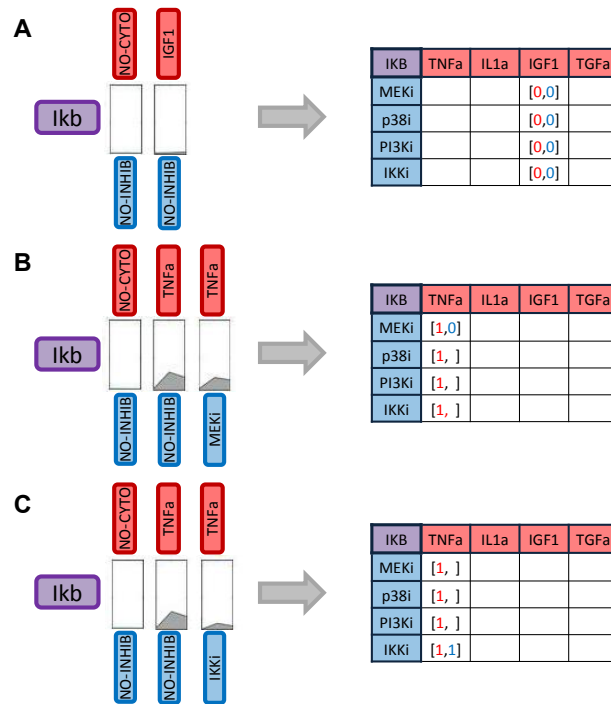 A
NO-CYTO
IGF1
Ikb
NO-INHIB
NO-INHIB
IKB TNFa IL1a IGF1 TGFa
MEKi [0,0]
p38i [0,0]
PI3Ki [0,0]
IKKi [0,0]
B
NO-CYTO
TNFa
TNFa
Ikb
NO-INHIB
NO-INHIB
MEKi
IKB TNFa IL1a IGF1 TGFa
MEKi [1,0]
p38i [1, ]
PI3Ki [1, ]
IKKi [1, ]
C
NO-CYTO
TNFa
TNFa
Ikb
NO-INHIB
NO-INHIB
IKKi
IKB TNFa IL1a IGF1 TGFa
MEKi [1, ]
p38i [1, ]
PI3Ki [1, ]
IKKi [1,1]